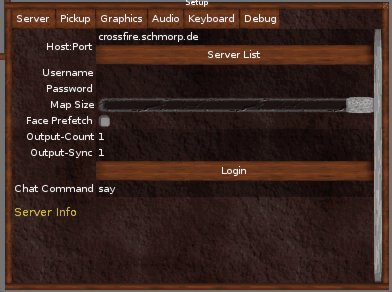 Setup
Server Pickup Graphics Audio Keyboard Debug
Host:Port crossfire.schmorp.de
Server List
Username
Password
Map Size
Face Prefetch
Output-Count 1
Output-Sync 1
Login
Chat Command say
Server Info